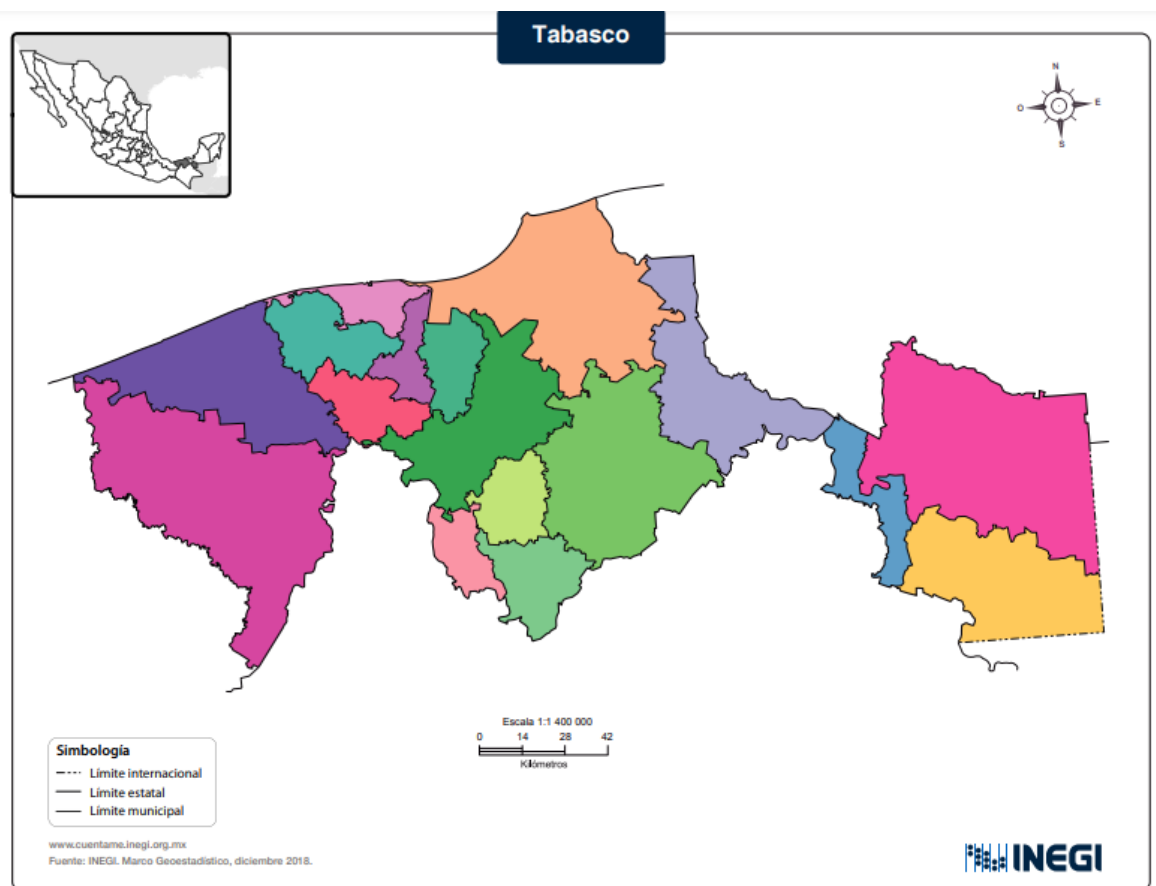 Tabasco
N
O
E
S
Escala 1:1 400 000
0 14 28 42
Kilómetros
Simbología
Límite internacional
Límite estatal
Límite municipal
www.cuentame.inegi.org.mx
Fuente: INEGI. Marco Geoestadístico, diciembre 2018.
INEGI